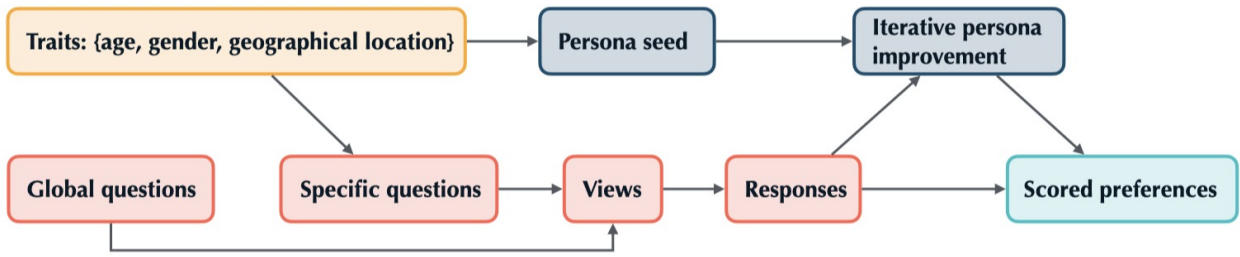 Traits: {age, gender, geographical location}
Persona seed
Iterative persona
improvement
Global questions
Specific questions
Views
Responses
Scored preferences